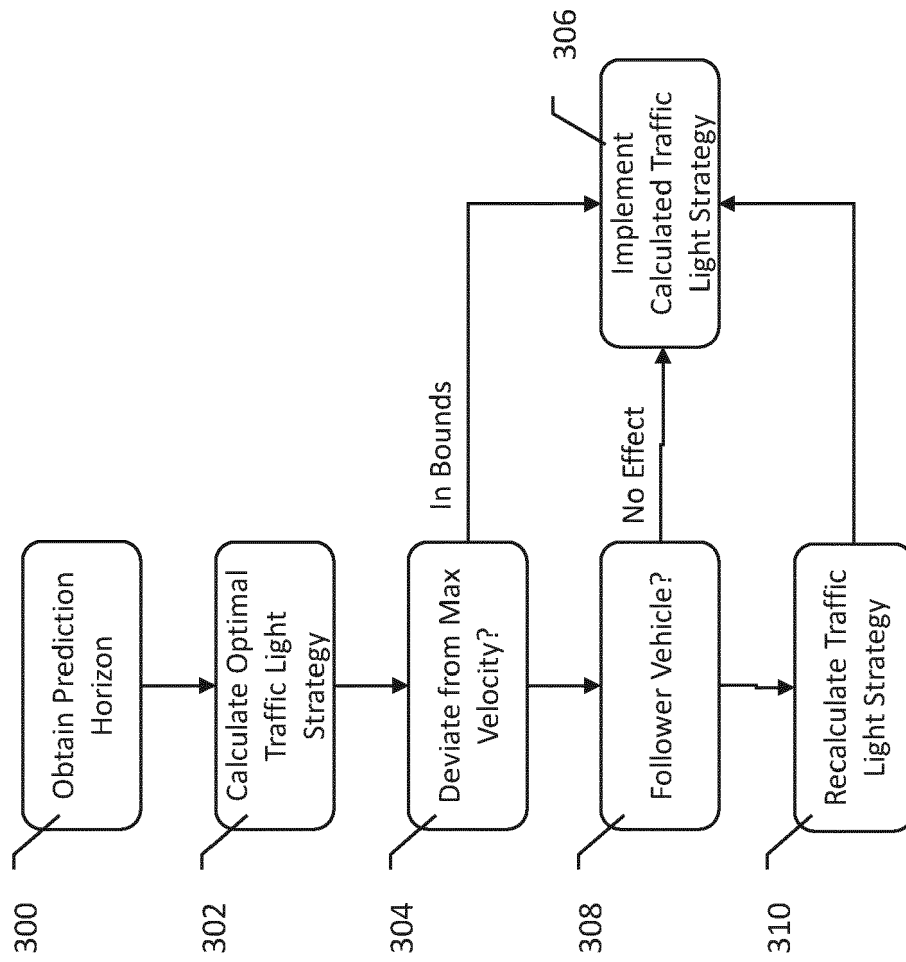 300
Obtain Prediction
Horizon
302
Calculate Optimal
Traffic Light
Strategy
304
Deviate from Max
Velocity?
In Bounds
306
Implement
Calculated Traffic
Light Strategy
308
Follower Vehicle?
No Effect
310
Recalculate Traffic
Light Strategy